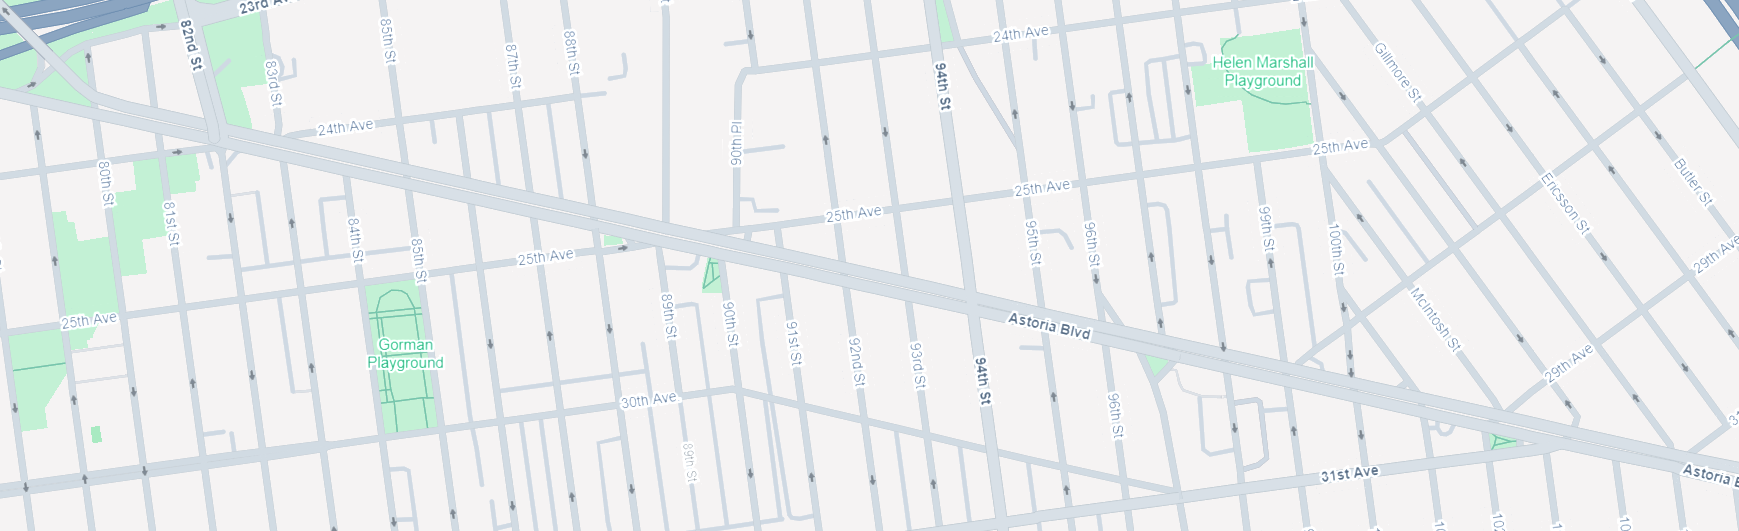 23rd Av
82nd St
85th St
87th St
88th St
83rd St
24th Ave
90th Pl
94th St
24th Ave
Helen Marshall
Playground
Gillmore St
25th Ave
Butler St
Ericsson St
80th St
81st St
84th St
85th St
25th Ave
25th Ave
25th Ave
95th St
96th St
99th St
100th St
29th Ave
25th Ave
Gorman
Playground
89th St
90th St
91st St
92nd St
93rd St
94th St
Astoria Blvd
McIntosh St
29th Ave
30th Ave
96th St
89th St
31st Ave
Astoria B